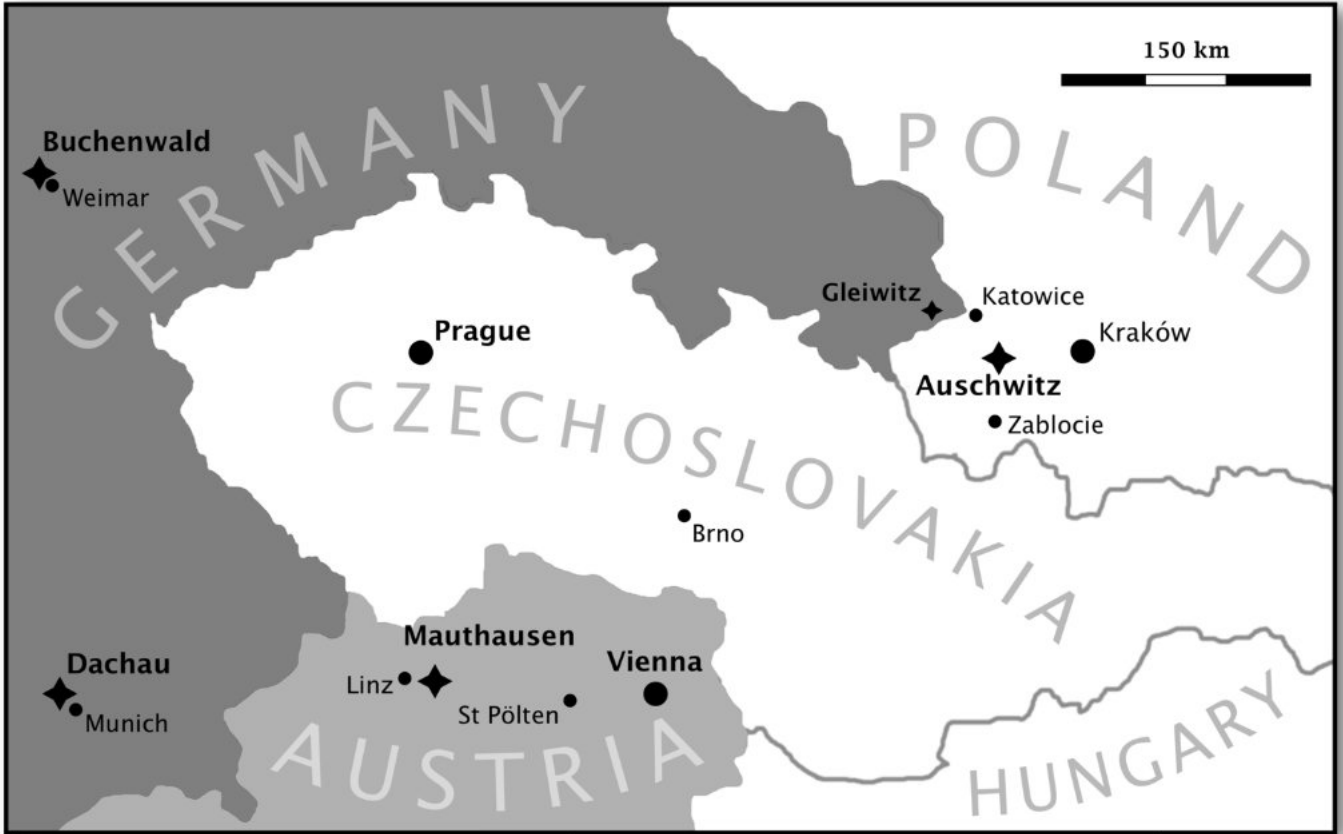 150 km
GERMANY
POLAND
Buchenwald
Weimar
Gleiwitz
Katowice
Prague
Kraków
Auschwitz
CZECHOSLOVAKIA
Zablocie
Brno
Mauthausen
Dachau
Vienna
Linz
St Pölten
Munich
AUSTRIA
HUNGARY